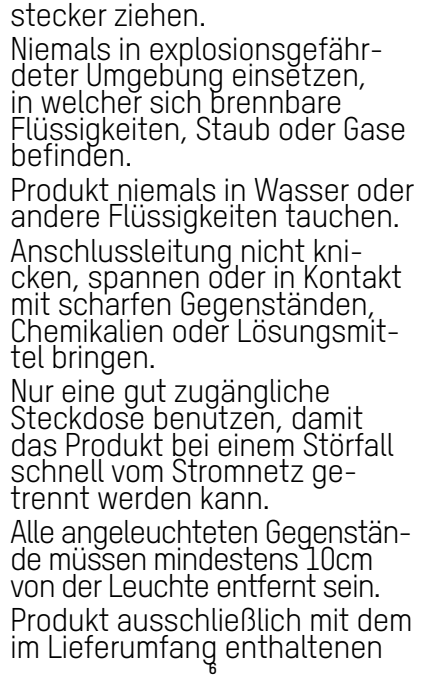 stecker ziehen.
Niemals in explosionsgefähr-
deter Umgebung einsetzen,
in welcher sich brennbare
Flüssigkeiten, Staub oder Gase
befinden.
Produkt niemals in Wasser oder
andere Flüssigkeiten tauchen.
Anschlussleitung nicht kni-
cken, spannen oder in Kontakt
mit scharfen Gegenständen,
Chemikalien oder Lösungsmit-
tel bringen.
Nur eine gut zugängliche
Steckdose benutzen, damit
das Produkt bei einem Störfall
schnell vom Stromnetz ge-
trennt werden kann.
Alle angeleuchteten Gegenstän-
de müssen mindestens 10cm
von der Leuchte entfernt sein.
Produkt ausschließlich mit dem
im Lieferumfang enthaltenen
6